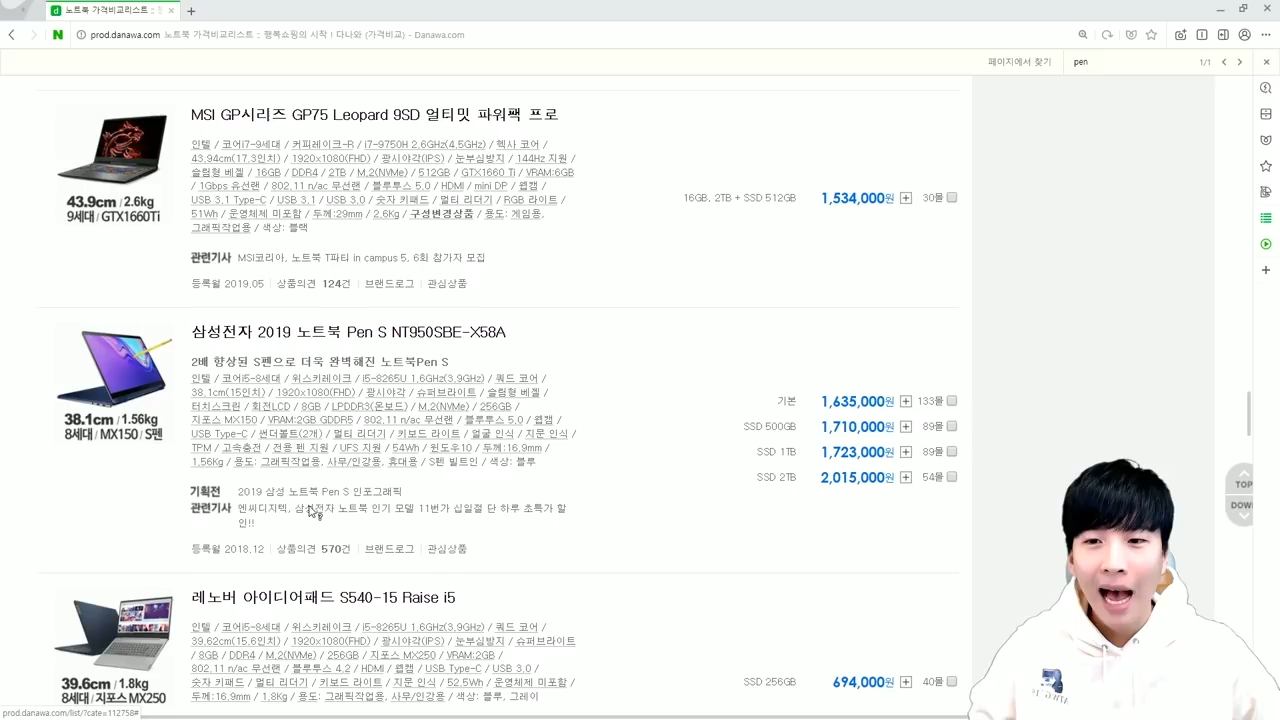 노트북 가격비교리스트 ::
prod.danawa.com 노트북 가격비교리스트 :: 행복쇼핑의 시작 ! 다나와 (가격비교) - Danawa.com
페이지에서 찾기 pen 1/1
MSI GP시리즈 GP75 Leopard 9SD 얼티밋 파워팩 프로
인텔 / 코어i7-9세대 / 커피레이크-R / i7-9750H 2.6GHz(4.5GHz) / 헥사 코어 /
43.94cm(17.3인치) / 1920x1080(FHD) / 광시야각(IPS) / 눈부심방지 / 144Hz 지원 /
슬림형 베젤 / 16GB / DDR4 / 2TB / M.2(NVMe) / 512GB / GTX1660 Ti / VRAM:6GB
/ 1Gbps 유선랜 / 802.11 n/ac 무선랜 / 블루투스 5.0 / HDMI / mini DP / 웹캠 /
USB 3.1 Type-C / USB 3.1 / USB 3.0 / 숫자 키패드 / 멀티 리더기 / RGB 라이트 /
51Wh / 운영체제 미포함 / 두께:29mm / 2.6Kg / 구성변경상품 / 용도: 게임용,
그래픽작업용 / 색상: 블랙
43.9cm / 2.6kg
9세대 / GTX1660Ti
16GB, 2TB + SSD 512GB 1,534,000원 30몰
관련기사 MSI코리아, 노트북 T파티 in campus 5, 6회 참가자 모집
등록월 2019.05 상품의견 124건 브랜드로그 관심상품
삼성전자 2019 노트북 Pen S NT950SBE-X58A
2배 향상된 S펜으로 더욱 완벽해진 노트북Pen S
인텔 / 코어i5-8세대 / 위스키레이크 / i5-8265U 1.6GHz(3.9GHz) / 쿼드 코어 /
38.1cm(15인치) / 1920x1080(FHD) / 광시야각 / 슈퍼브라이트 / 슬림형 베젤 /
터치스크린 / 회전LCD / 8GB / LPDDR3(온보드) / M.2(NVMe) / 256GB /
지포스 MX150 / VRAM:2GB GDDR5 / 802.11 n/ac 무선랜 / 블루투스 5.0 / 웹캠 /
USB Type-C / 썬더볼트(2개) / 멀티 리더기 / 키보드 라이트 / 얼굴 인식 / 지문 인식 /
TPM / 고속충전 / 전용 펜 지원 / UFS 지원 / 54Wh / 윈도우10 / 두께:16.9mm /
1.56Kg / 용도: 그래픽작업용, 사무/인강용, 휴대용 / S펜 빌트인 / 색상: 블루
38.1cm / 1.56kg
8세대 / MX150 / S펜
기본 1,635,000원 133몰
SSD 500GB 1,710,000원 89몰
SSD 1TB 1,723,000원 89몰
SSD 2TB 2,015,000원 54몰
기획전 2019 삼성 노트북 Pen S 인포그래픽
관련기사 엔씨디지텍, 삼성전자 노트북 인기 모델 11번가 십일절 단 하루 초특가 할
인!!
등록월 2018.12 상품의견 570건 브랜드로그 관심상품
TOP
DOWN
레노버 아이디어패드 S540-15 Raise i5
인텔 / 코어i5-8세대 / 위스키레이크 / i5-8265U 1.6GHz(3.9GHz) / 쿼드 코어 /
39.62cm(15.6인치) / 1920x1080(FHD) / 광시야각(IPS) / 눈부심방지 / 슈퍼브라이트
/ 8GB / DDR4 / M.2(NVMe) / 256GB / 지포스 MX250 / VRAM:2GB /
802.11 n/ac 무선랜 / 블루투스 4.2 / HDMI / 웹캠 / USB Type-C / USB 3.0 /
숫자 키패드 / 멀티 리더기 / 키보드 라이트 / 지문 인식 / 52.5Wh / 운영체제 미포함 /
두께:16.9mm / 1.8Kg / 용도: 그래픽작업용, 사무/인강용 / 색상: 블루, 그레이
39.6cm / 1.8kg
8세대 / 지포스 MX250
SSD 256GB 694,000원 40몰
prod.danawa.com/list/?cate=112758#